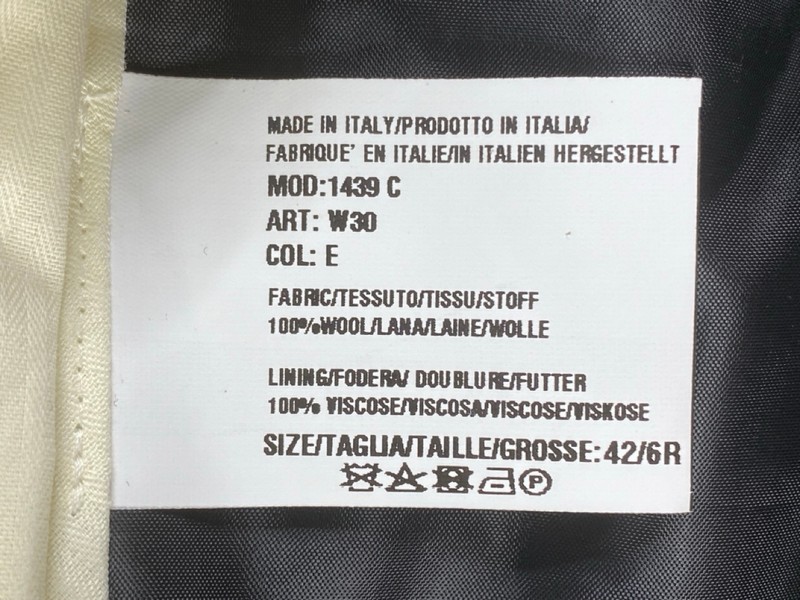 MADE IN ITALY/PRODOTTO IN ITALIA/
FABRIQUE' EN ITALIE/IN ITALIEN HERGESTELLT
MOD:1439 C
ART: W30
COL: E
FABRIC/TESSUTO/TISSU/STOFF
100%WOOL/LANA/LAINE/WOLLE
LINING/FODERA/ DOUBLURE/FUTTER
100% VISCOSE/VISCOSA/VISCOSE/VISKOSE
SIZE/TAGLIA/TAILLE/GROSSE:42/6R
P